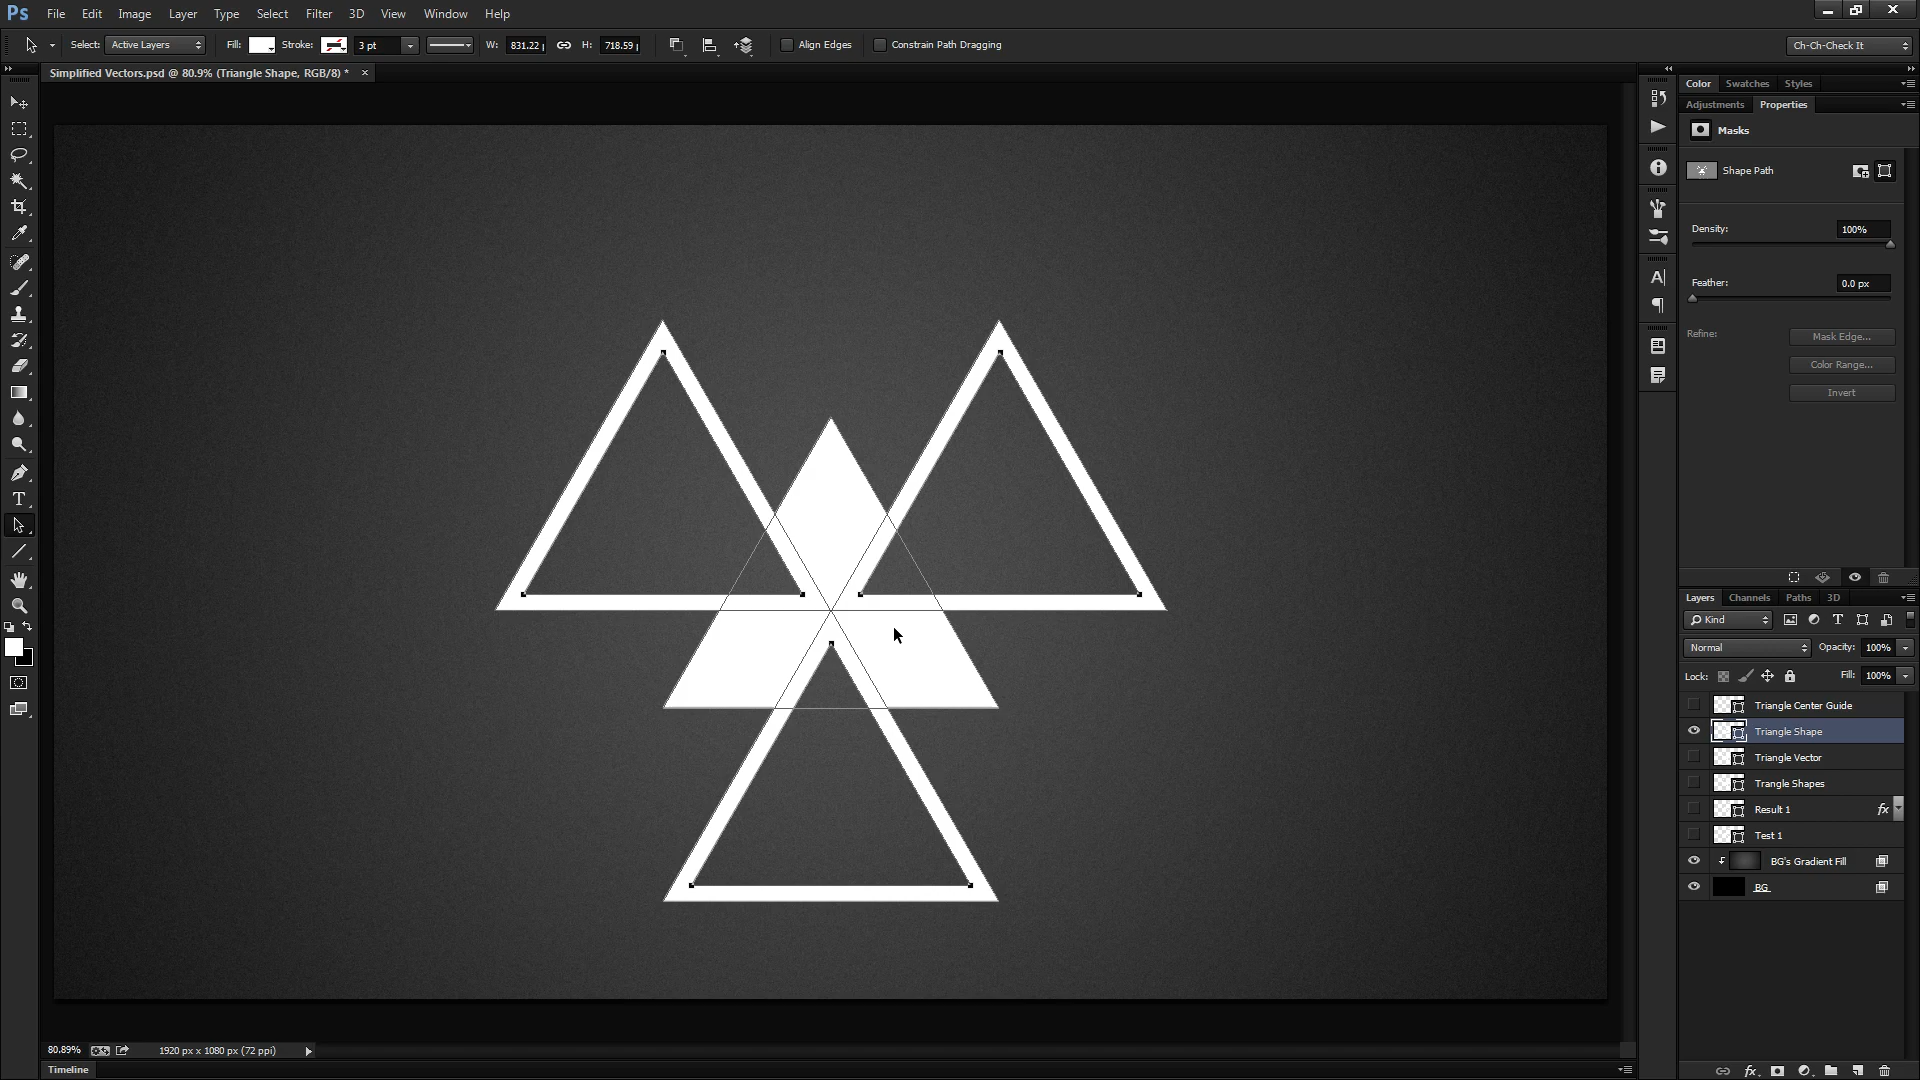 Ps File Edit Image Layer Type Select Filter 3D View Window Help
Select: Active Layers Fill: Stroke: 3 pt W: 831.22 H: 718.59 Align Edges Constrain Path Dragging Ch-Ch-Check It
Simplified Vectors.psd @ 80.9% (Triangle Shape, RGB/8) * ×
Color Swatches Styles
Adjustments Properties
Masks
Shape Path
Density: 100%
Feather: 0.0 px
Refine: Mask Edge...
Color Range...
Invert
Layers Channels Paths 3D
Kind
Normal Opacity: 100%
Lock: Fill: 100%
Triangle Center Guide
Triangle Shape
Triangle Vector
Trangle Shapes
Result 1 fx
Test 1
BG's Gradient Fill
BG
80.89% 1920 px x 1080 px (72 ppi)
Timeline